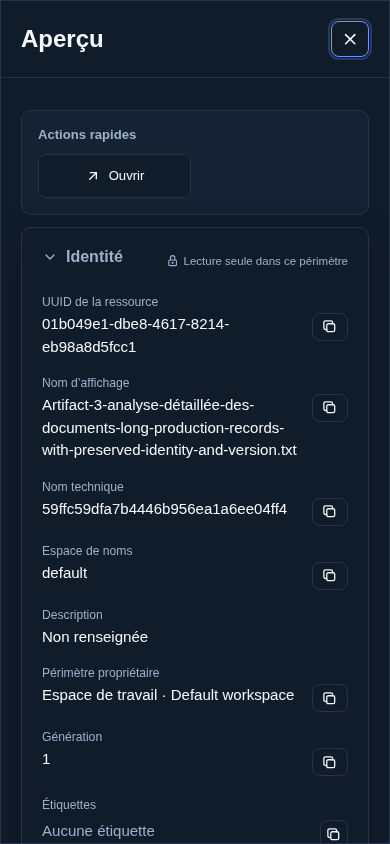 Aperçu
Actions rapides
Ouvrir
Identité
Lecture seule dans ce périmètre
UUID de la ressource
01b049e1-dbe8-4617-8214-
eb98a8d5fcc1
Nom d’affichage
Artifact-3-analyse-détaillée-des-
documents-long-production-records-
with-preserved-identity-and-version.txt
Nom technique
59ffc59dfa7b4446b956ea1a6ee04ff4
Espace de noms
default
Description
Non renseignée
Périmètre propriétaire
Espace de travail · Default workspace
Génération
1
Étiquettes
Aucune étiquette